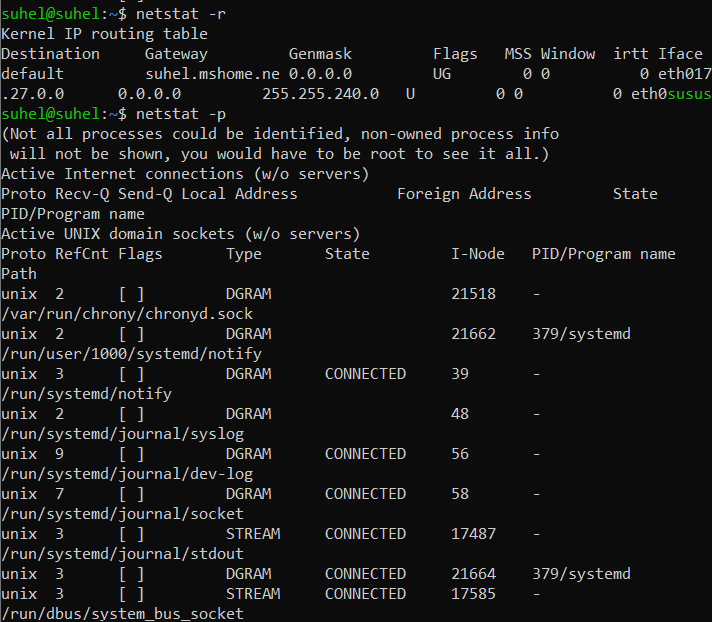 suhel@suhel:~$ netstat -r
Kernel IP routing table
Destination     Gateway         Genmask         Flags   MSS Window  irtt Iface
default         suhel.mshome.ne 0.0.0.0         UG        0 0          0 eth017
.27.0.0      0.0.0.0         255.255.240.0   U         0 0          0 eth0susus
suhel@suhel:~$ netstat -p
(Not all processes could be identified, non-owned process info
 will not be shown, you would have to be root to see it all.)
Active Internet connections (w/o servers)
Proto Recv-Q Send-Q Local Address           Foreign Address         State
PID/Program name
Active UNIX domain sockets (w/o servers)
Proto RefCnt Flags       Type       State         I-Node   PID/Program name
Path
unix  2      [ ]         DGRAM                    21518    -
/var/run/chrony/chronyd.sock
unix  2      [ ]         DGRAM                    21662    379/systemd
/run/user/1000/systemd/notify
unix  3      [ ]         DGRAM      CONNECTED     39       -
/run/systemd/notify
unix  2      [ ]         DGRAM                    48       -
/run/systemd/journal/syslog
unix  9      [ ]         DGRAM      CONNECTED     56       -
/run/systemd/journal/dev-log
unix  7      [ ]         DGRAM      CONNECTED     58       -
/run/systemd/journal/socket
unix  3      [ ]         STREAM     CONNECTED     17487    -
/run/systemd/journal/stdout
unix  3      [ ]         DGRAM      CONNECTED     21664    379/systemd
unix  3      [ ]         STREAM     CONNECTED     17585    -
/run/dbus/system_bus_socket